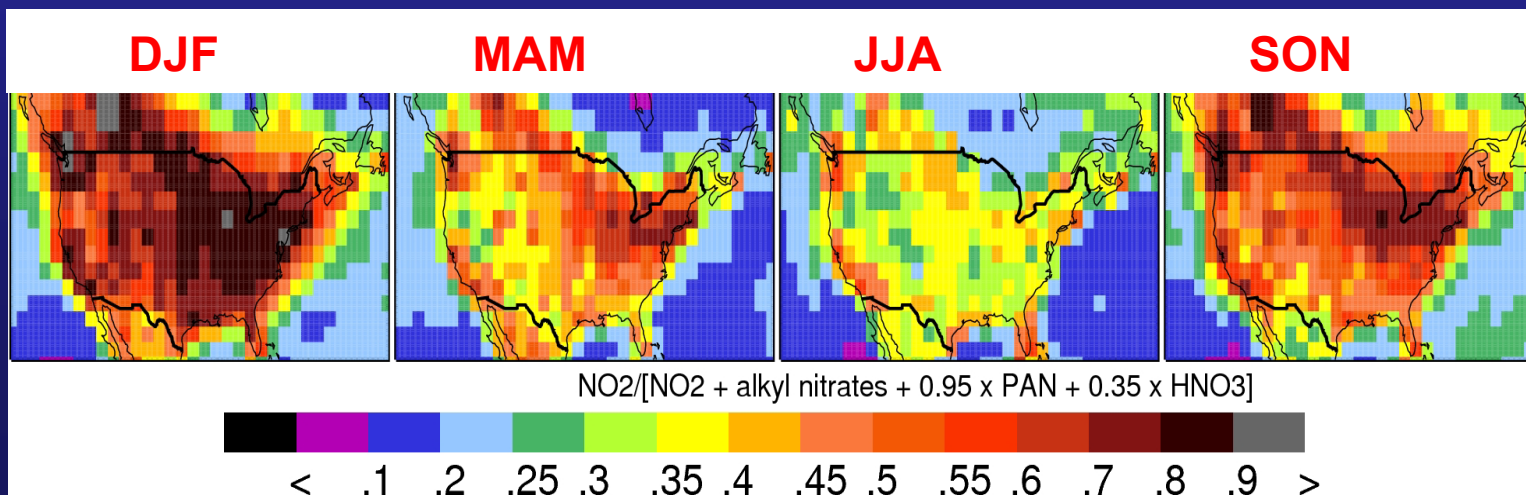 DJF MAM JJA SON
NO2/[NO2 + alkyl nitrates + 0.95 x PAN + 0.35 x HNO3]
< .1 .2 .25 .3 .35 .4 .45 .5 .55 .6 .7 .8 .9 >